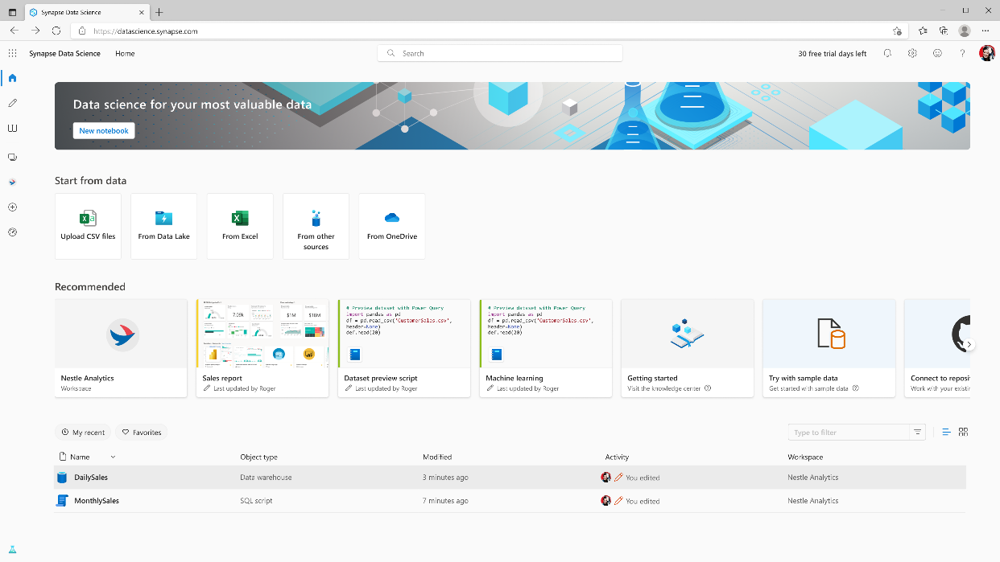 Synapse Data Science
https://datascience.synapse.com
Synapse Data Science
Home
Search
30 free trial days left
Data science for your most valuable data
New notebook
Start from data
Upload CSV files
From Data Lake
From Excel
From other
sources
From OneDrive
Recommended
Nestle Analytics
Workspace
7.09k
$1M
$18M
Sales report
Last updated by Roger
# Preview dataset with Power Query
import pandas as pd
df = pd.read_csv('CustomerSales.csv',
header=None)
def.head(20)
Dataset preview script
Last updated by Roger
# Preview dataset with Power Query
import pandas as pd
df = pd.read_csv('CustomerSales.csv',
header=None)
def.head(20)
Machine learning
Last updated by Roger
Getting started
Visit the knowledge center
Try with sample data
Get started with sample data
Connect to reposi
Work with your existin
My recent
Favorites
Type to filter
Name
Object type
Modified
Activity
Workspace
DailySales
Data warehouse
3 minutes ago
You edited
Nestle Analytics
MonthlySales
SQL script
7 minutes ago
You edited
Nestle Analytics